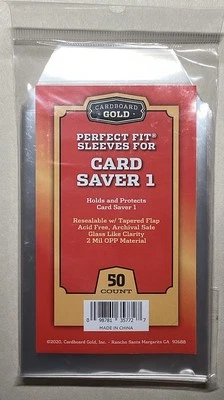 CARDBOARD
GOLD
PERFECT FIT®
SLEEVES FOR
CARD
SAVER 1
Holds and Protects
Card Saver 1
Resealable w/ Tapered Flap
Acid Free, Archival Safe
Glass Like Clarity
2 Mil OPP Material
50
COUNT
MADE IN CHINA
©2020, Cardboard Gold, Inc. - Rancho Santa Margarita CA 92688